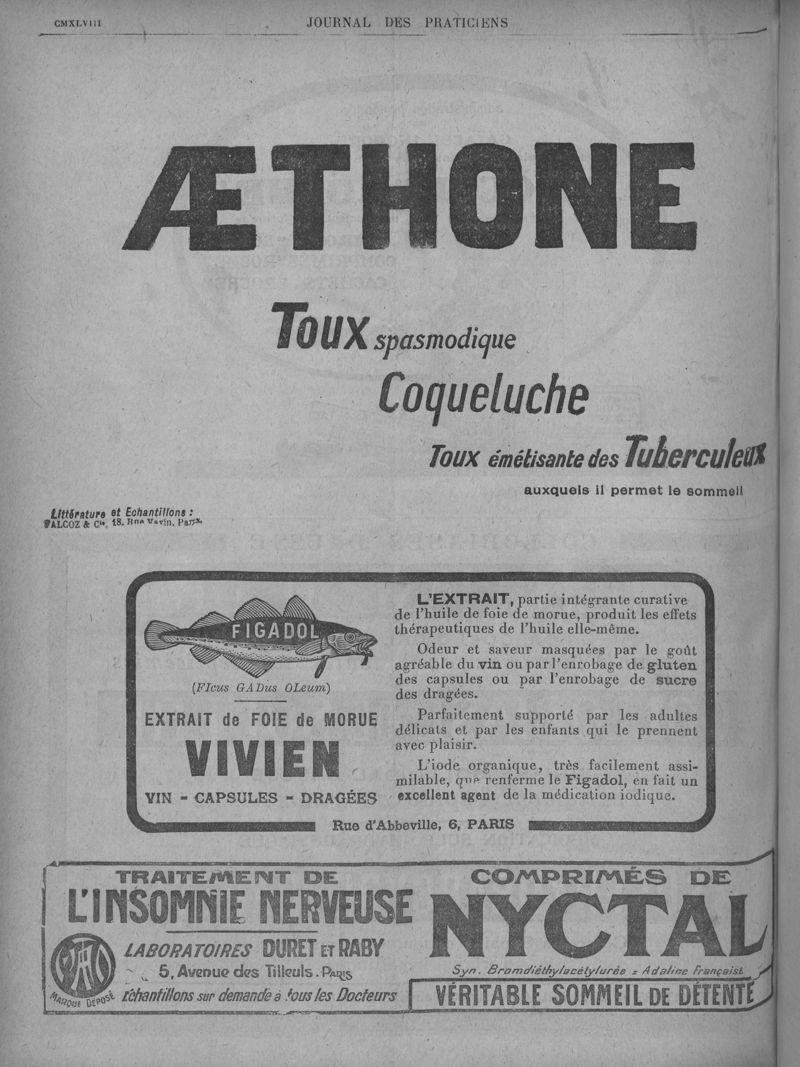 CMXLVIII
JOURNAL DES PRATICIENS
ÆTHONE
Toux spasmodique
Coqueluche
Toux émétisante des Tuberculeux
auxquels il permet le sommeil
Littérature et Echantillons :
FALCOZ & Cie, 18, Rue Vavin, Paris.
FIGADOL
(FIcus GADus OLeum)
EXTRAIT de FOIE de MORUE
VIVIEN
VIN - CAPSULES - DRAGÉES
L'EXTRAIT, partie intégrante curative
de l'huile de foie de morue, produit les effets
thérapeutiques de l'huile elle-même.
Odeur et saveur masquées par le goût
agréable du vin ou par l'enrobage de gluten
des capsules ou par l'enrobage de sucre
des dragées.
Parfaitement supporté par les adultes
délicats et par les enfants qui le prennent
avec plaisir.
L'iode organique, très facilement assi-
milable, que renferme le Figadol, en fait un
excellent agent de la médication iodique.
Rue d'Abbeville, 6, PARIS
TRAITEMENT DE
L'INSOMNIE NERVEUSE
LABORATOIRES DURET ET RABY
5, Avenue des Tilleuls. PARIS
MARQUE DÉPOSÉ
Échantillons sur demande à tous les Docteurs
COMPRIMÉS DE
NYCTAL
Syn. Bromdiéthylacétylurée = Adaline Française
VÉRITABLE SOMMEIL DE DÉTENTE